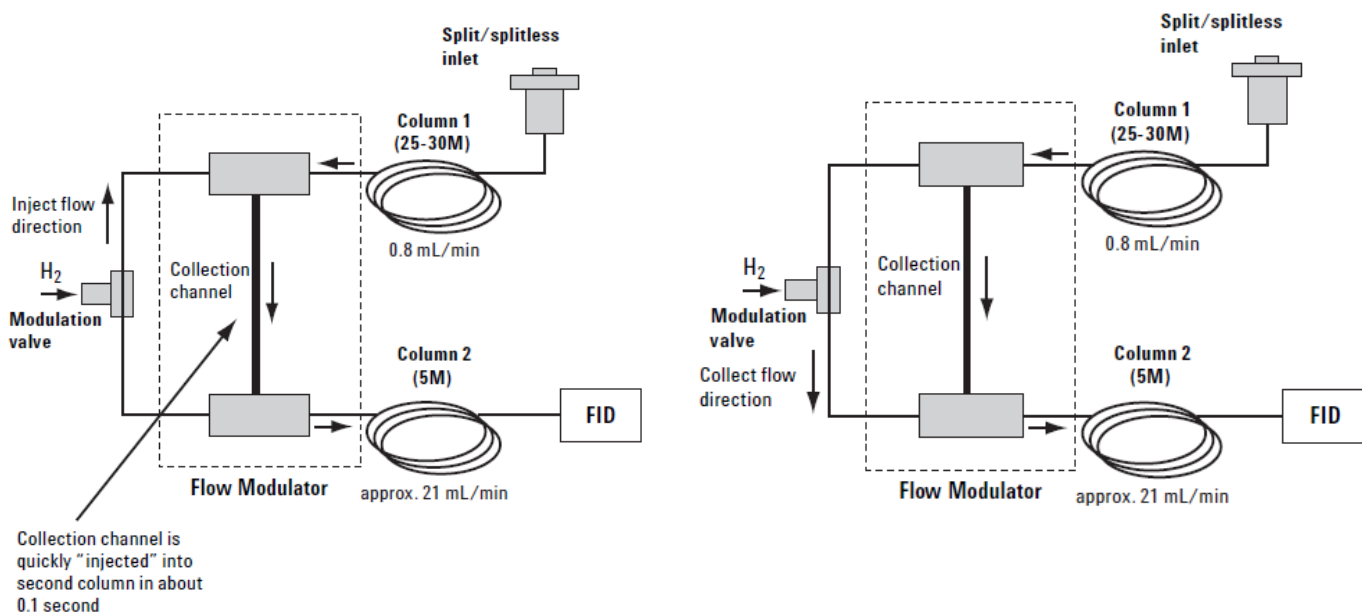 Split/splitless
inlet
Column 1
(25-30M)
Inject flow
direction
0.8 mL/min
H2
Collection
channel
Modulation
valve
Column 2
(5M)
FID
Flow Modulator
approx. 21 mL/min
Collection channel is
quickly "injected" into
second column in about
0.1 second
Split/splitless
inlet
Column 1
(25-30M)
0.8 mL/min
H2
Collection
channel
Modulation
valve
Collect flow
direction
Column 2
(5M)
FID
Flow Modulator
approx. 21 mL/min